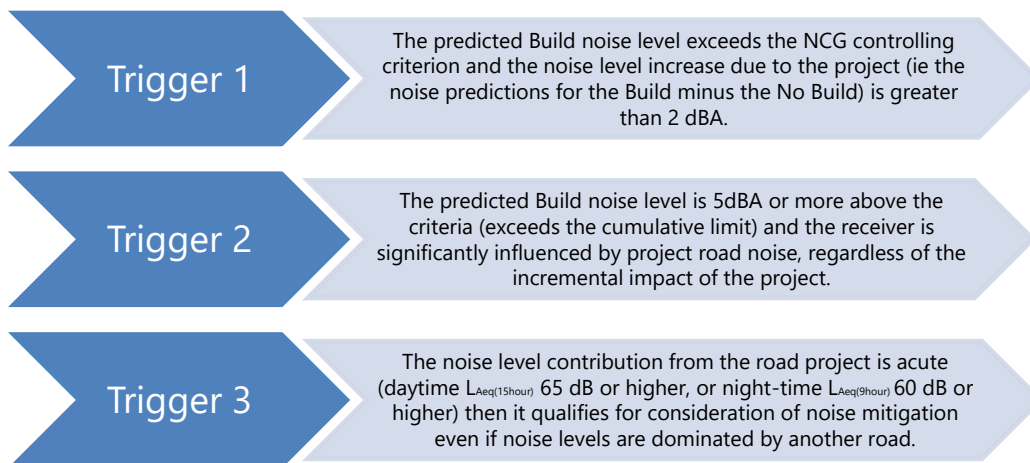 Trigger 1
The predicted Build noise level exceeds the NCG controlling
criterion and the noise level increase due to the project (ie the
noise predictions for the Build minus the No Build) is greater
than 2 dBA.
Trigger 2
The predicted Build noise level is 5dBA or more above the
criteria (exceeds the cumulative limit) and the receiver is
significantly influenced by project road noise, regardless of the
incremental impact of the project.
Trigger 3
The noise level contribution from the road project is acute
(daytime LAeq(15hour) 65 dB or higher, or night-time LAeq(9hour) 60 dB or
higher) then it qualifies for consideration of noise mitigation
even if noise levels are dominated by another road.